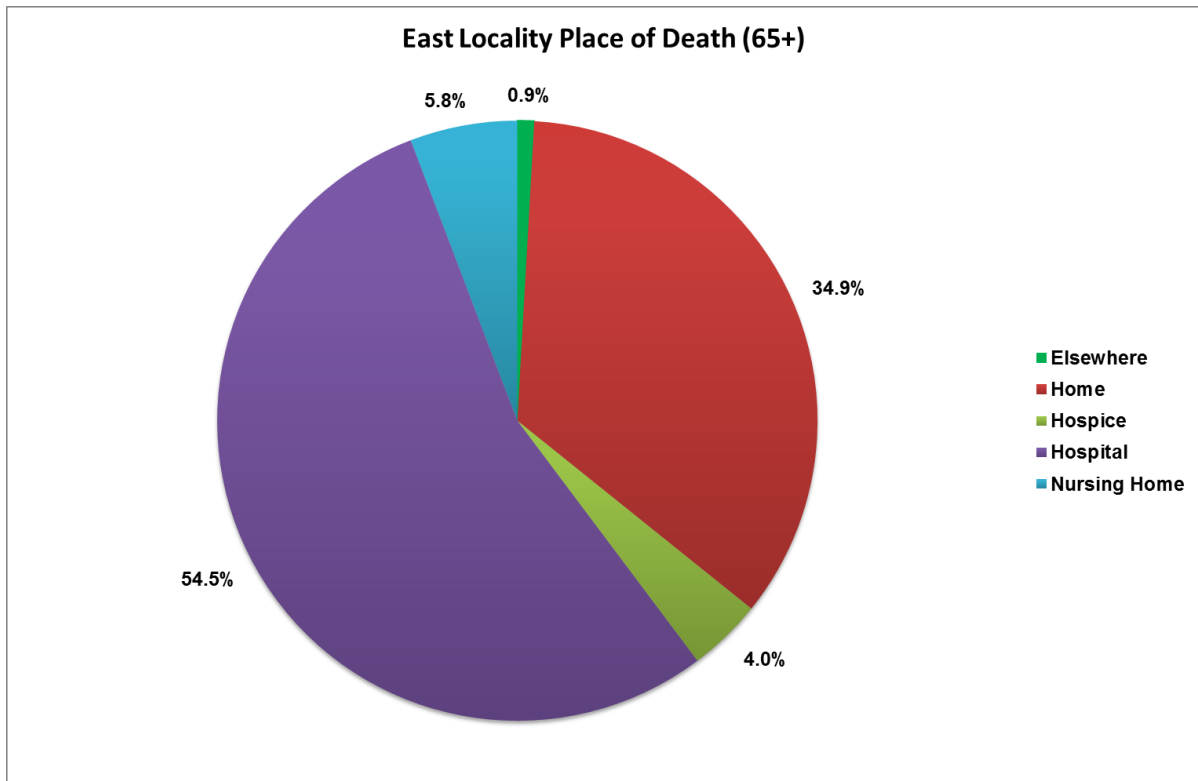 East Locality Place of Death (65+)
5.8%
0.9%
34.9%
Elsewhere
Home
Hospice
Hospital
Nursing Home
54.5%
4.0%